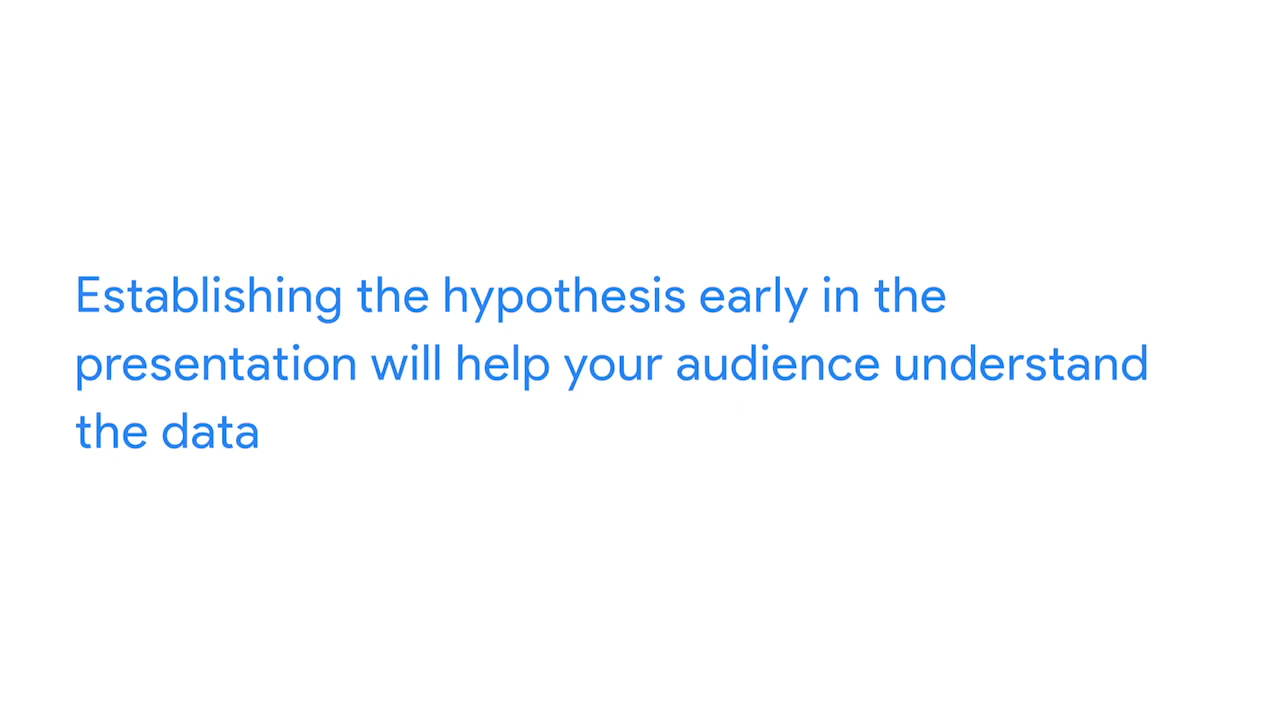 Establishing the hypothesis early in the
presentation will help your audience understand
the data